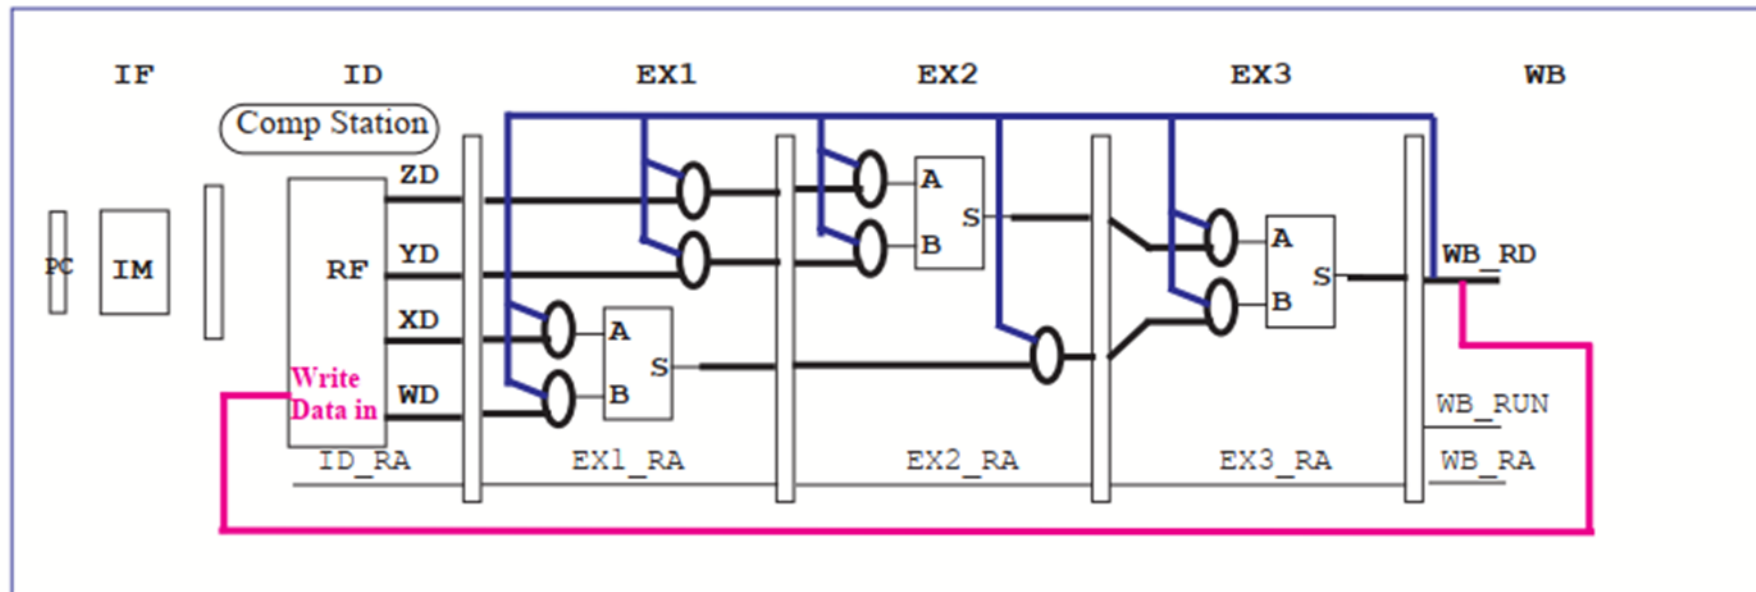 IF ID EX1 EX2 EX3 WB
Comp Station
ZD
A
S
B
YD
A
S
B
WB_RD
PC
IM
RF
XD
A
S
B
Write
Data in
WD
WB_RUN
ID_RA EX1_RA EX2_RA EX3_RA WB_RA